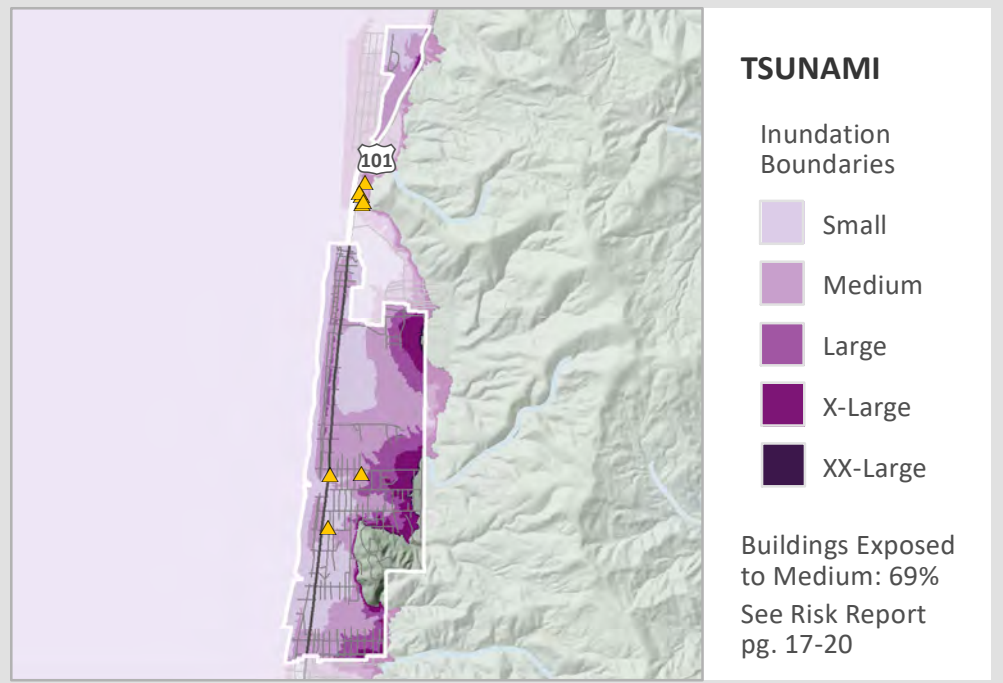 101
TSUNAMI
Inundation
Boundaries
Small
Medium
Large
X-Large
XX-Large
Buildings Exposed
to Medium: 69%
See Risk Report
pg. 17-20